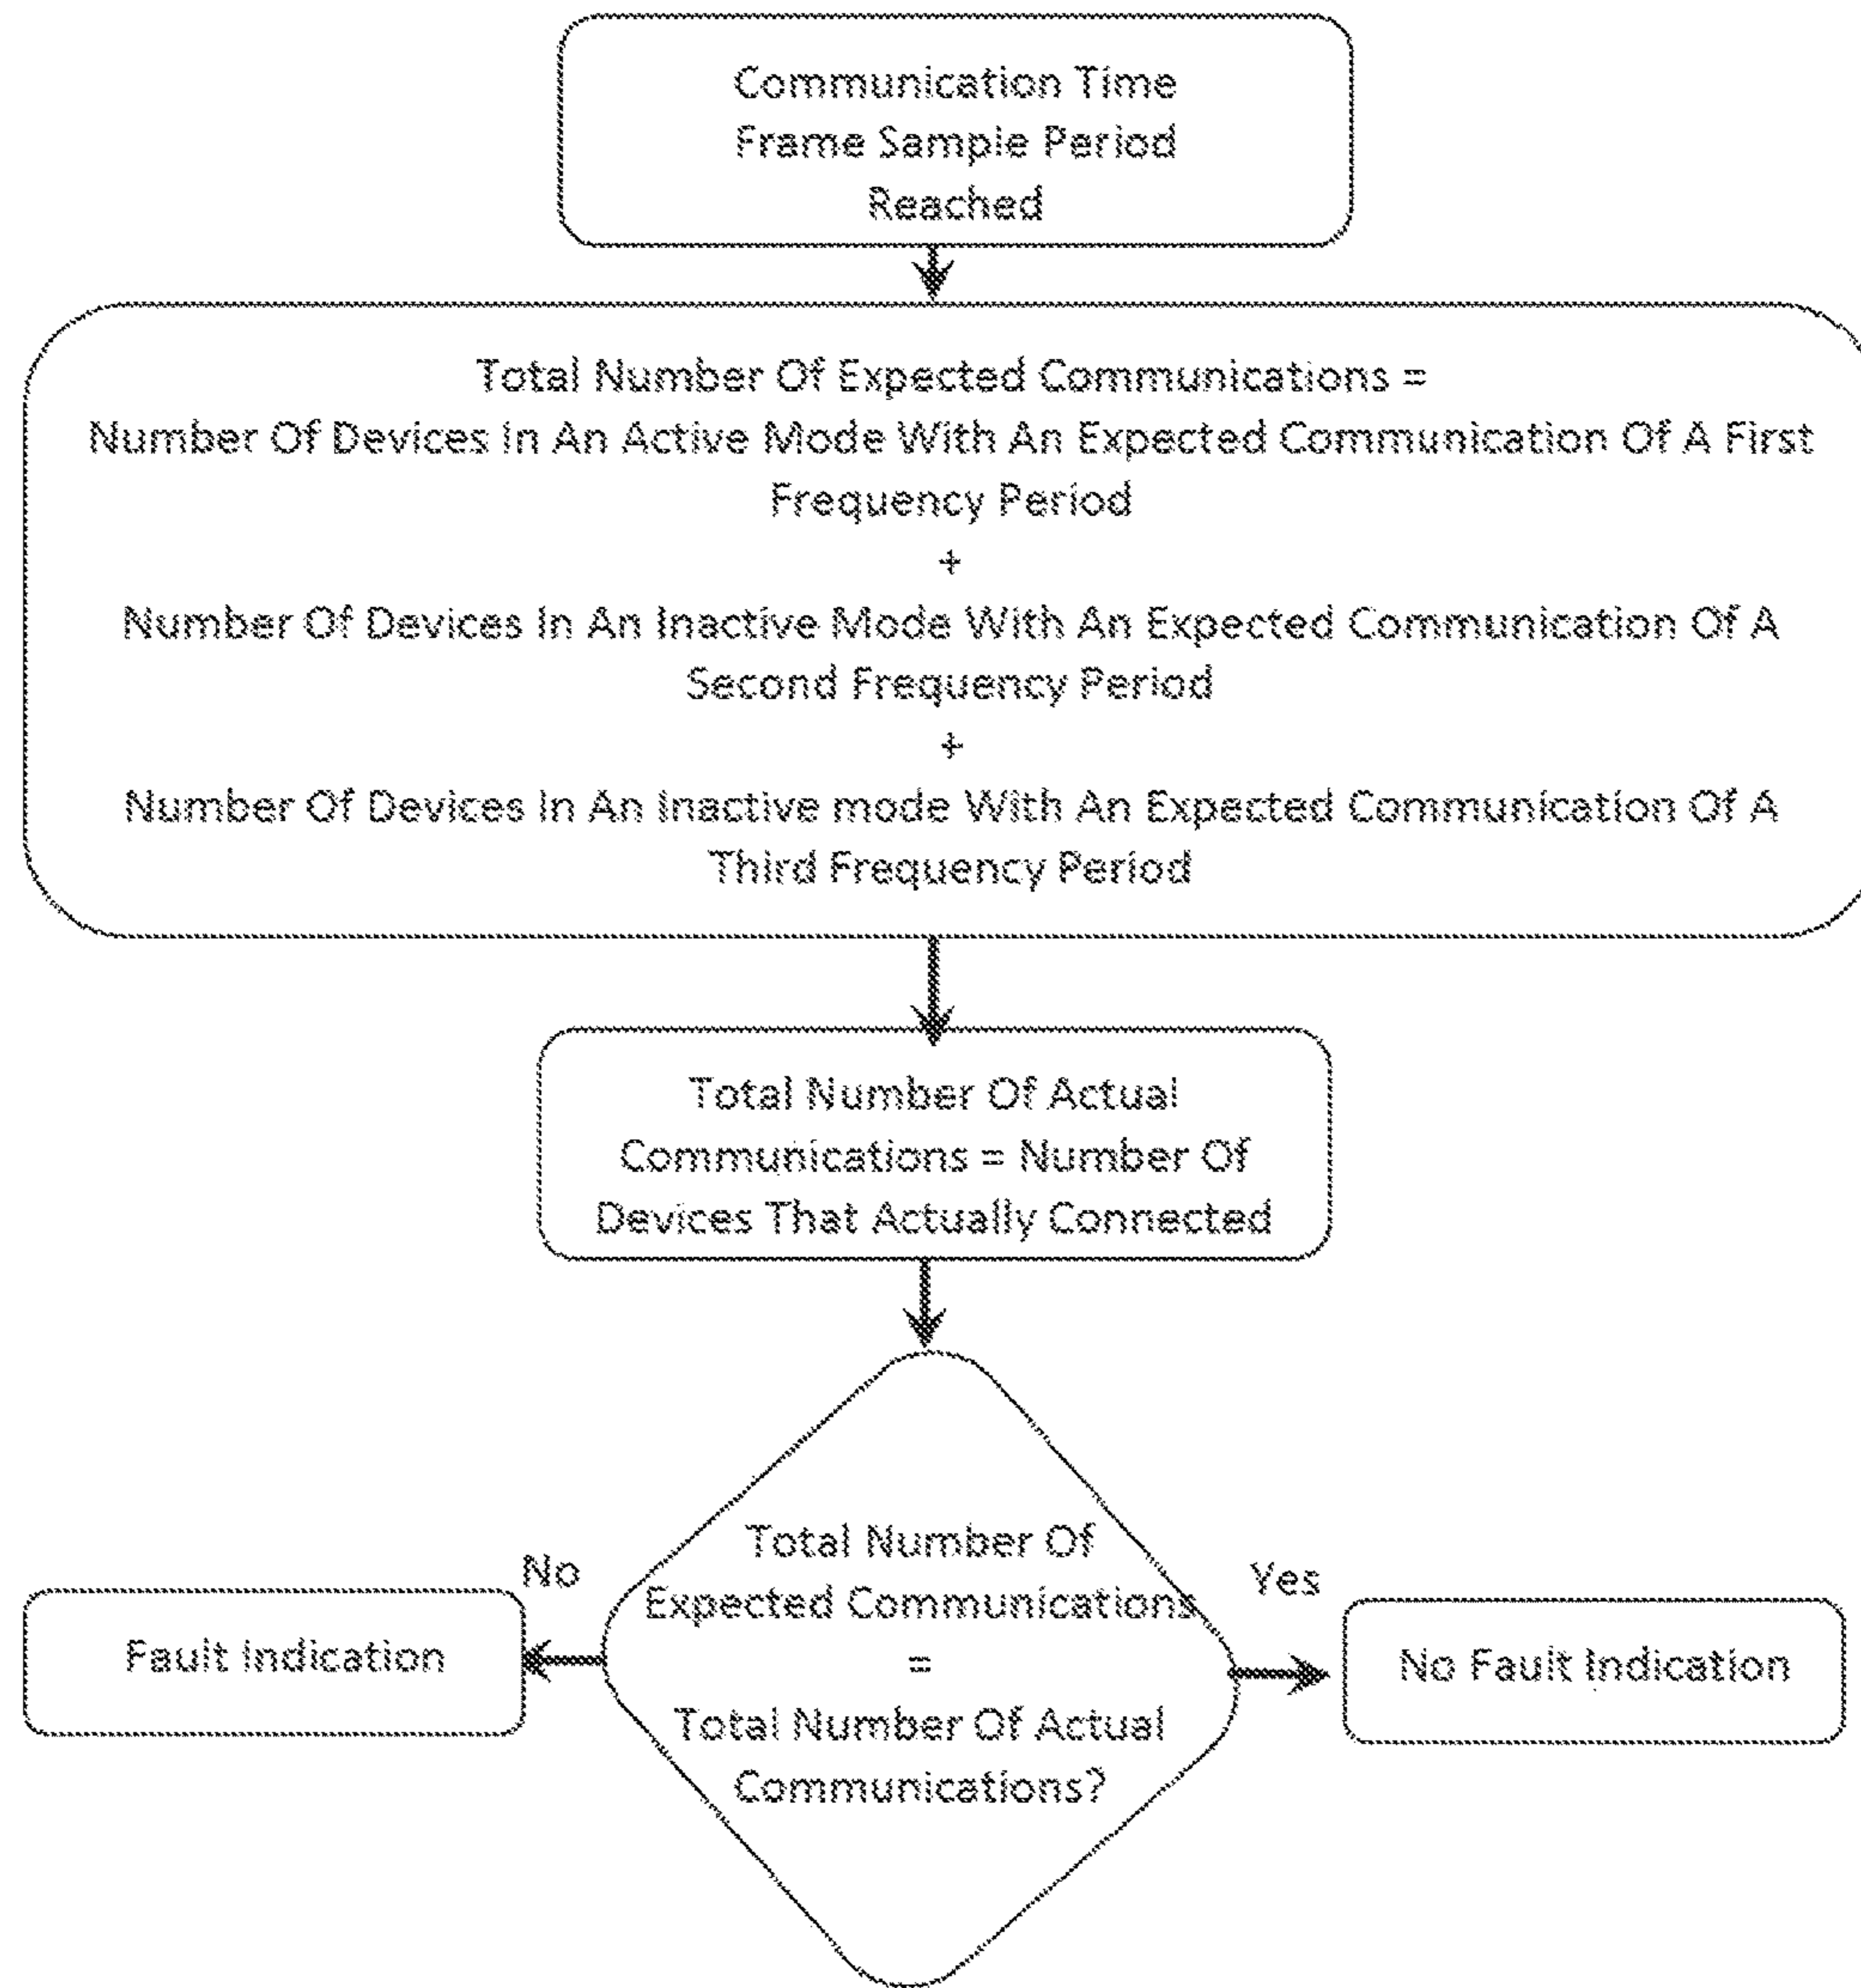 Communication Time
Frame Sample Period
Reached
Total Number Of Expected Communications =
Number Of Devices In An Active Mode With An Expected Communication Of A First
Frequency Period
+
Number Of Devices In An Inactive Mode With An Expected Communication Of A
Second Frequency Period
+
Number Of Devices In An Inactive mode With An Expected Communication Of A
Third Frequency Period
Total Number Of Actual
Communications = Number Of
Devices That Actually Connected
Total Number Of
Expected Communications
=
Total Number Of Actual
Communications?
No
Fault Indication
Yes
No Fault Indication